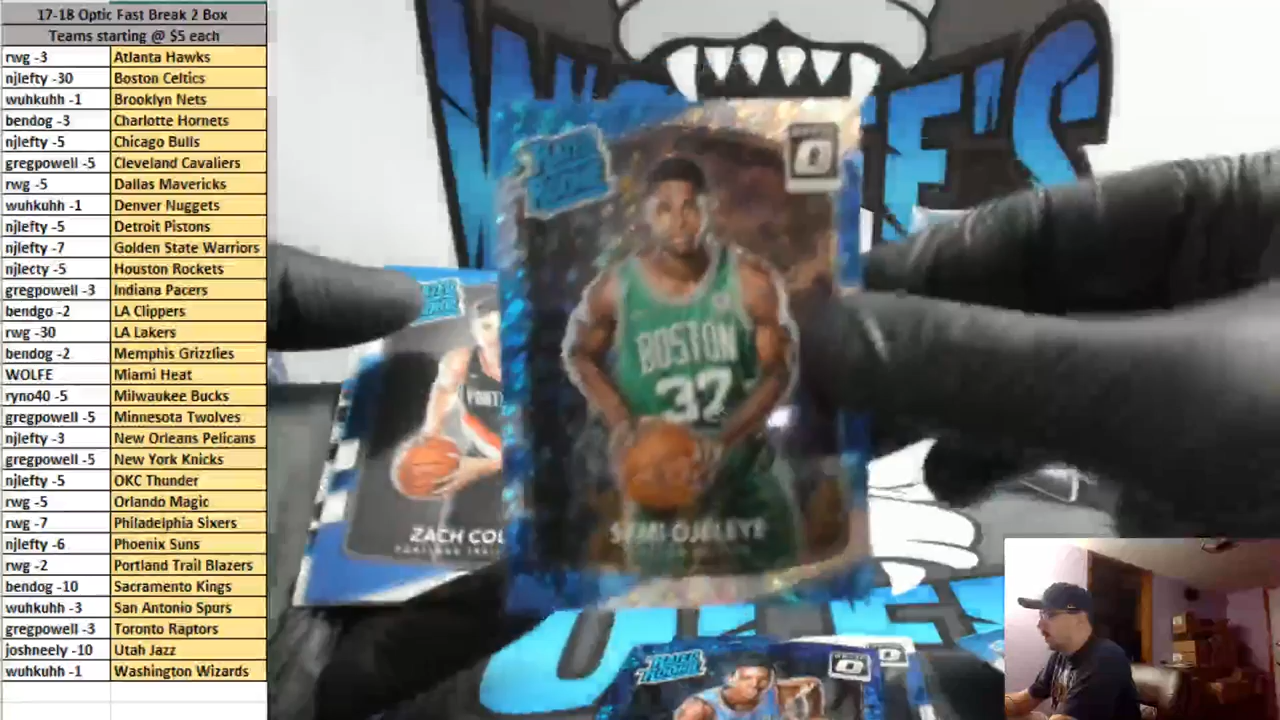 17-18 Optic Fast Break 2 Box
Teams starting @ $5 each
rwg -3 Atlanta Hawks
njlefty -30 Boston Celtics
wuhkuhh -1 Brooklyn Nets
bendog -3 Charlotte Hornets
njlefty -5 Chicago Bulls
gregpowell -5 Cleveland Cavaliers
rwg -5 Dallas Mavericks
wuhkuhh -1 Denver Nuggets
njlefty -5 Detroit Pistons
njlefty -7 Golden State Warriors
njlecty -5 Houston Rockets
gregpowell -3 Indiana Pacers
bendgo -2 LA Clippers
rwg -30 LA Lakers
bendog -2 Memphis Grizzlies
WOLFE Miami Heat
ryno40 -5 Milwaukee Bucks
gregpowell -5 Minnesota Twolves
njlefty -3 New Orleans Pelicans
gregpowell -5 New York Knicks
njlefty -5 OKC Thunder
rwg -5 Orlando Magic
rwg -7 Philadelphia Sixers
njlefty -6 Phoenix Suns
rwg -2 Portland Trail Blazers
bendog -10 Sacramento Kings
wuhkuhh -3 San Antonio Spurs
gregpowell -3 Toronto Raptors
joshneely -10 Utah Jazz
wuhkuhh -1 Washington Wizards
RATED ROOKIE
BOSTON
37
SEMI OJELEYE
ZACH COL
RATED ROOKIE